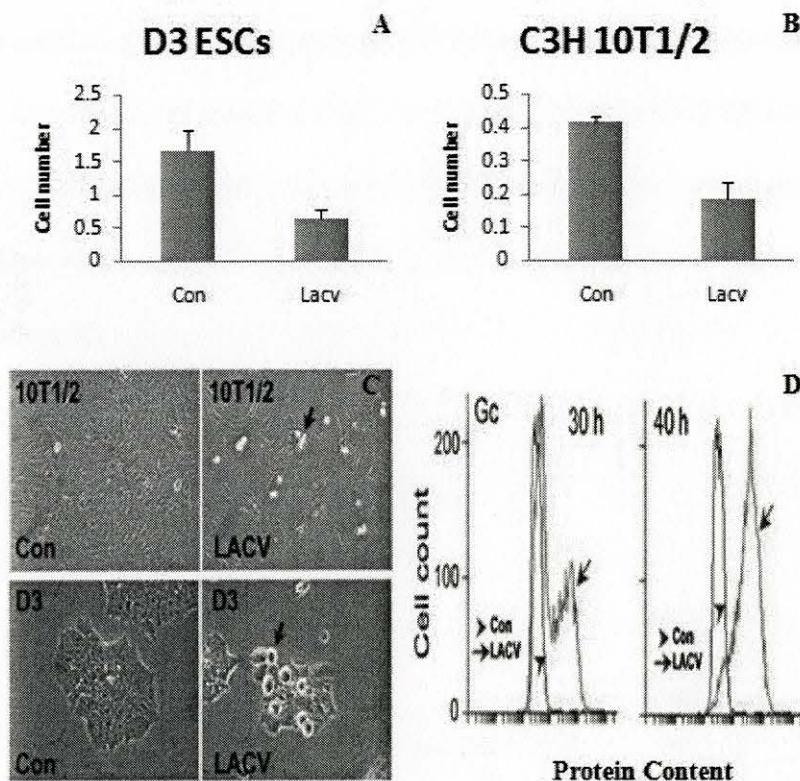 A
D3 ESCs
2.5
2
1.5
1
0.5
0
Cell number
Con
Lacv
B
C3H 10T1/2
0.5
0.4
0.3
0.2
0.1
0
Cell number
Con
Lacv
10T1/2
Con
10T1/2
C
LACV
D3
Con
D3
LACV
D
Gc
30 h
40h
200
100
0
Cell count
Con
LACV
Con
LACV
Protein Content